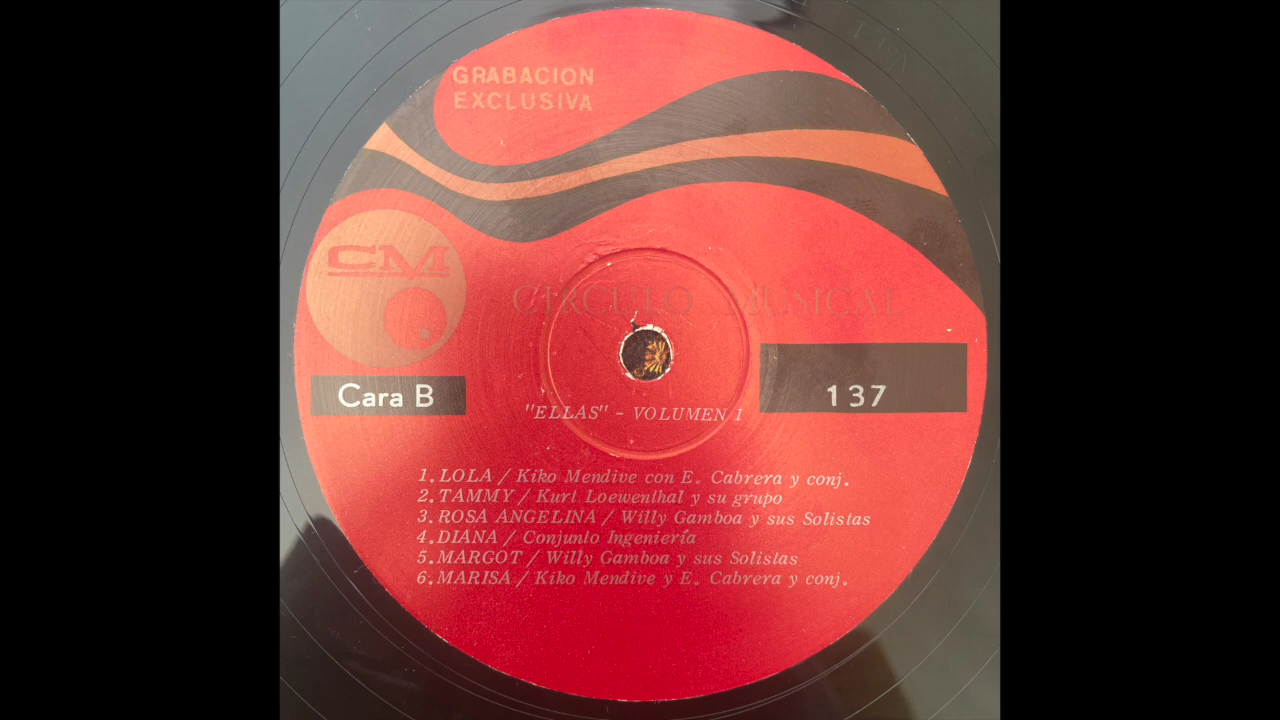 GRABACION
EXCLUSIVA
CM
CIRCULO MUSICAL
Cara B
137
"ELLAS" - VOLUMEN I
1. LOLA / Kiko Mendive con E. Cabrera y conj.
2. TAMMY / Kurt Loewenthal y su grupo
3. ROSA ANGELINA / Willy Gamboa y sus Solistas
4. DIANA / Conjunto Ingeniería
5. MARGOT / Willy Gamboa y sus Solistas
6. MARISA / Kiko Mendive y E. Cabrera y conj.